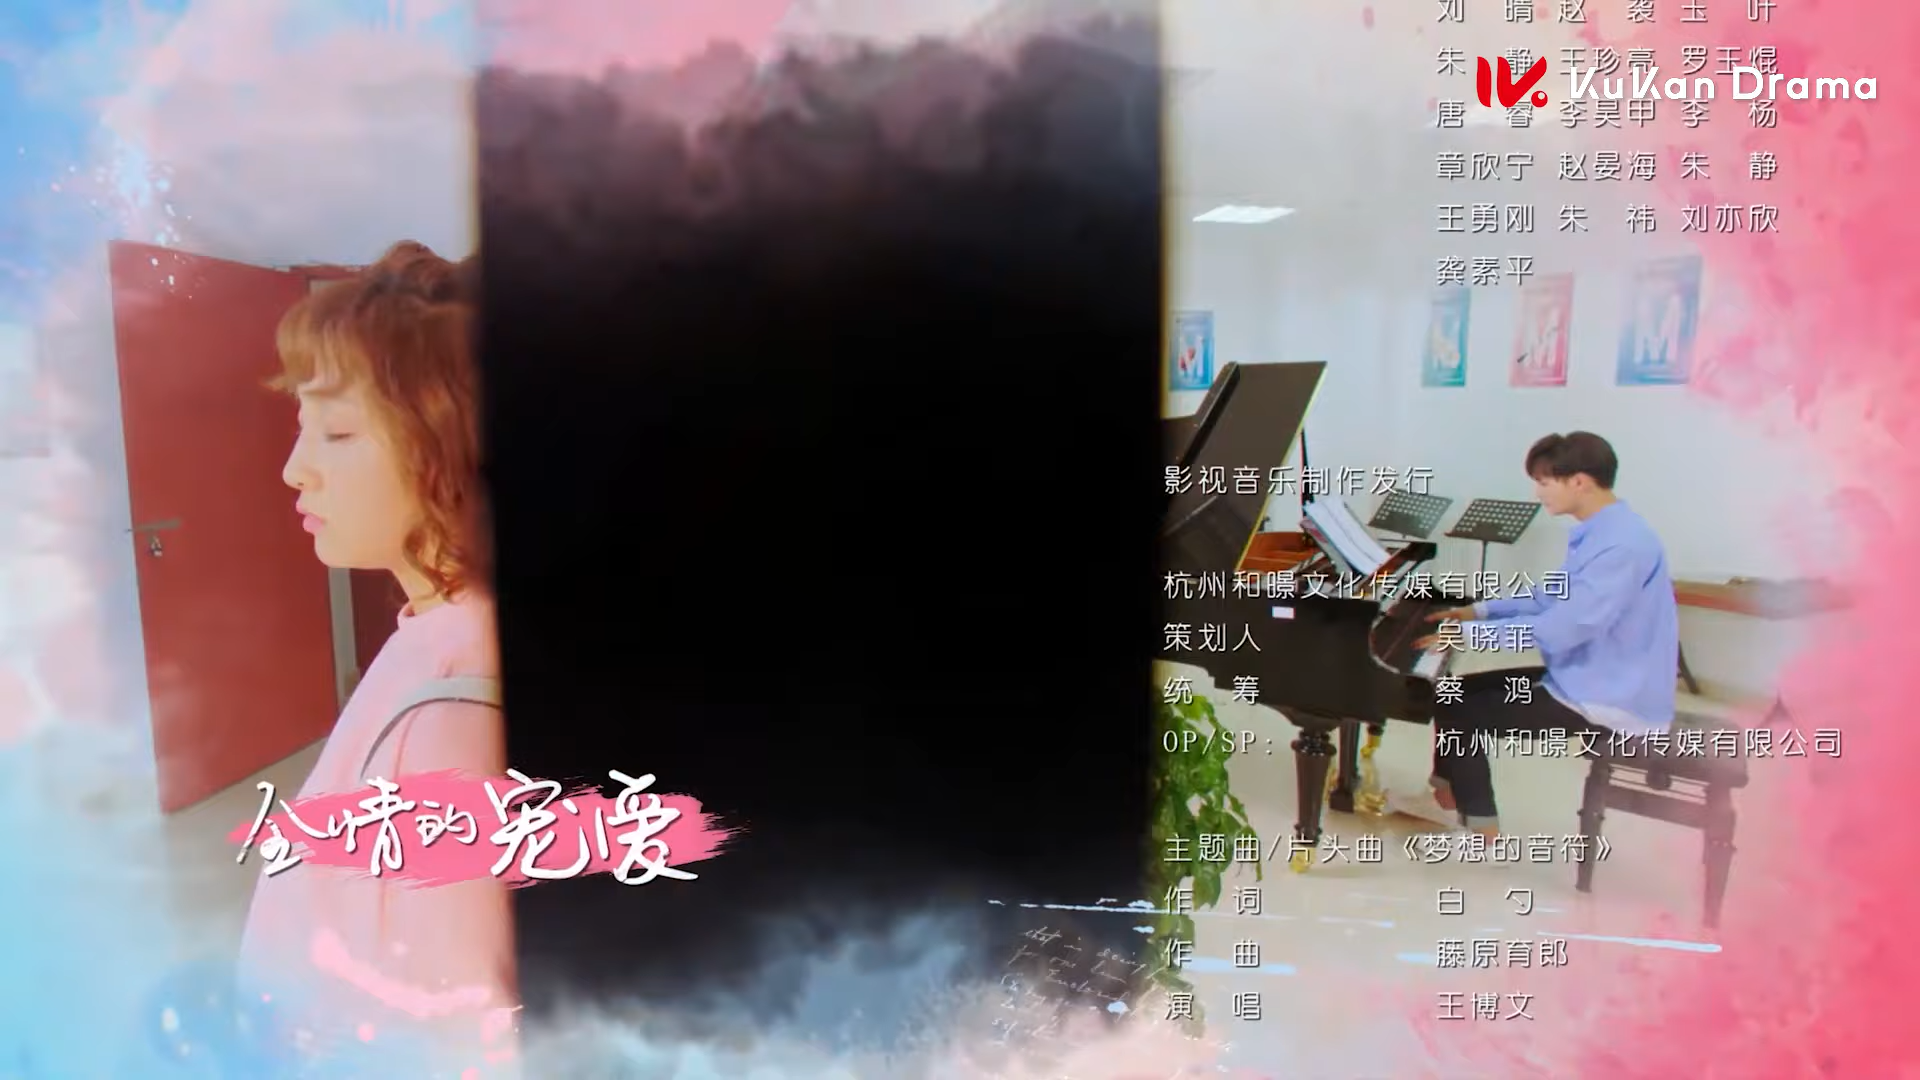 刘　晴 赵　袭 玉　叶
朱　静 王珍亮 罗玉焜
KuKan Drama
唐　睿 李昊甲 李　杨
章欣宁 赵晏海 朱　静
王勇刚 朱　祎 刘亦欣
龚素平
影视音乐制作发行
杭州和暻文化传媒有限公司
策划人 吴晓菲
统　筹 蔡　鸿
OP/SP: 杭州和暻文化传媒有限公司
全情的宠爱
主题曲/片头曲《梦想的音符》
作　词 白　勺
作　曲 藤原育郎
演　唱 王博文